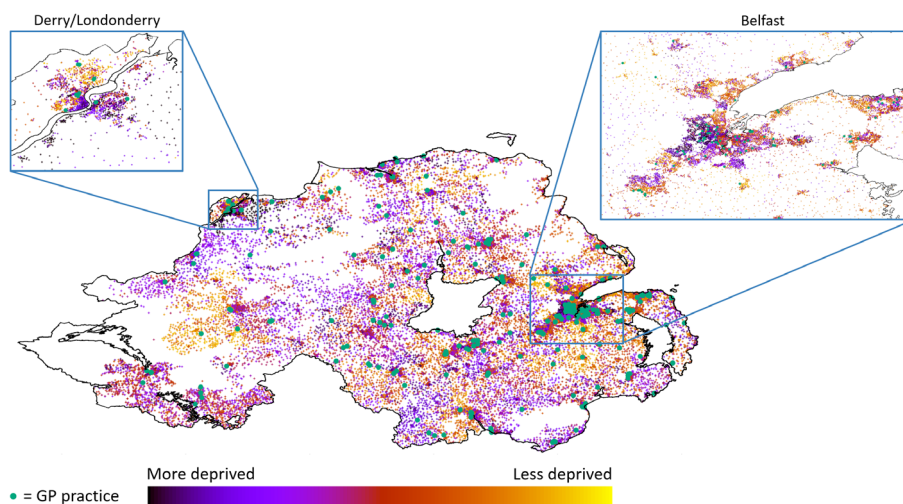 Derry/Londonderry
Belfast
More deprived
Less deprived
= GP practice